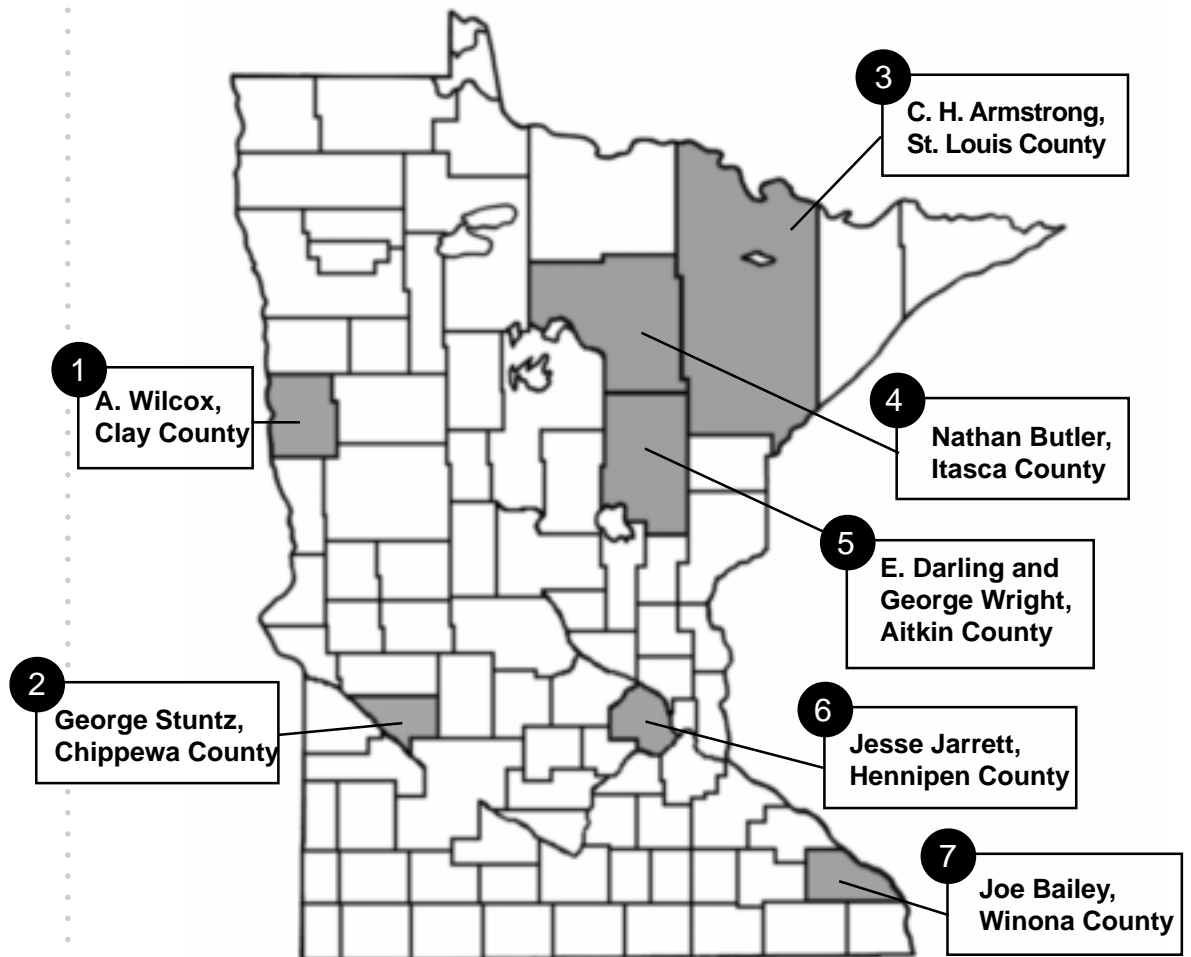 1
A. Wilcox,
Clay County
2
George Stuntz,
Chippewa County
3
C. H. Armstrong,
St. Louis County
4
Nathan Butler,
Itasca County
5
E. Darling and
George Wright,
Aitkin County
6
Jesse Jarrett,
Hennipen County
7
Joe Bailey,
Winona County